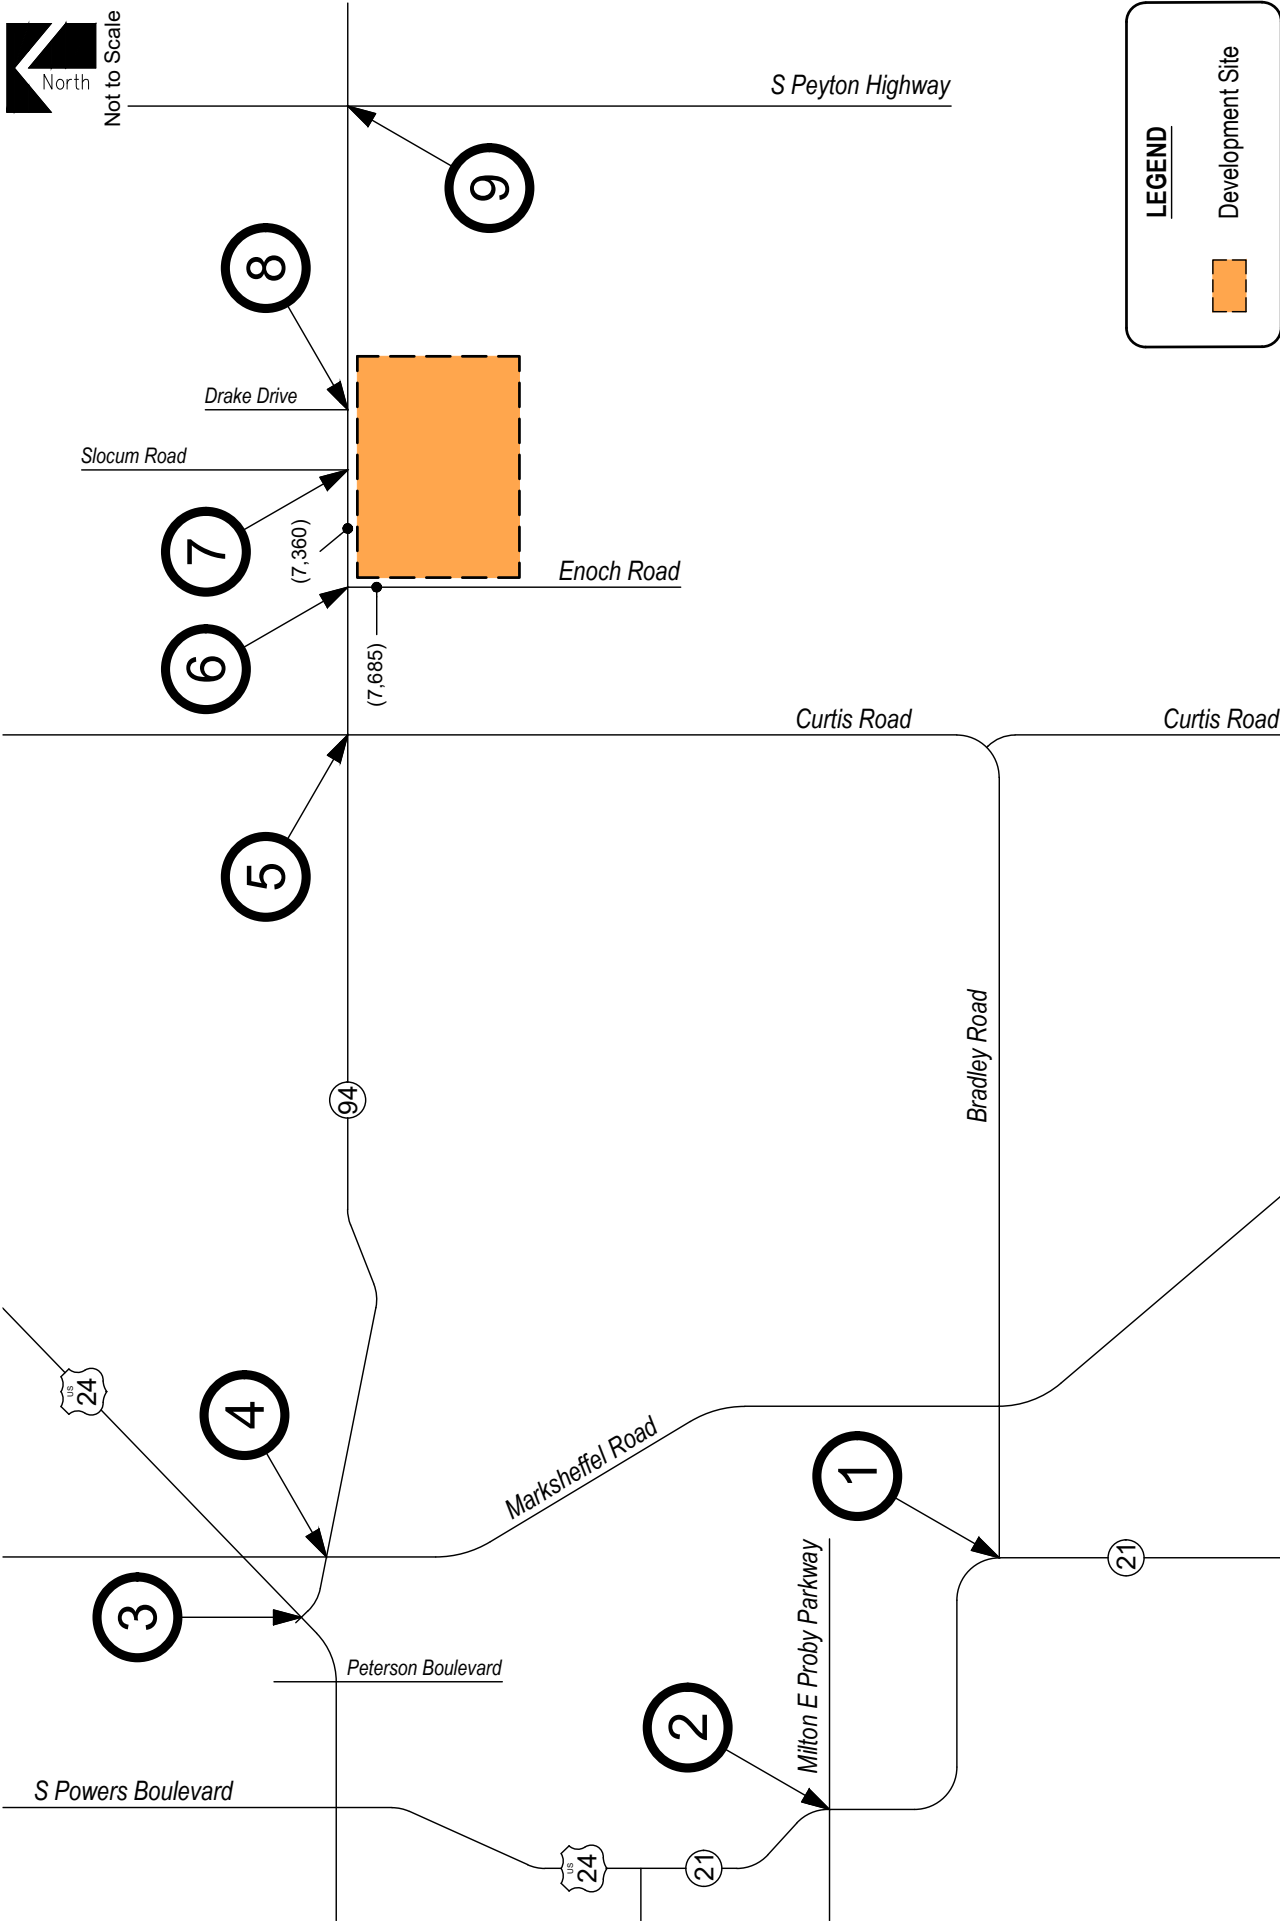 North
Not to Scale
S Peyton Highway
9
8
Drake Drive
Slocum Road
7
(7,360)
Enoch Road
6
(7,685)
Curtis Road
Curtis Road
5
94
Bradley Road
US
24
4
Marksheffel Road
1
3
Milton E Proby Parkway
21
Peterson Boulevard
2
S Powers Boulevard
US
24
21
LEGEND
Development Site